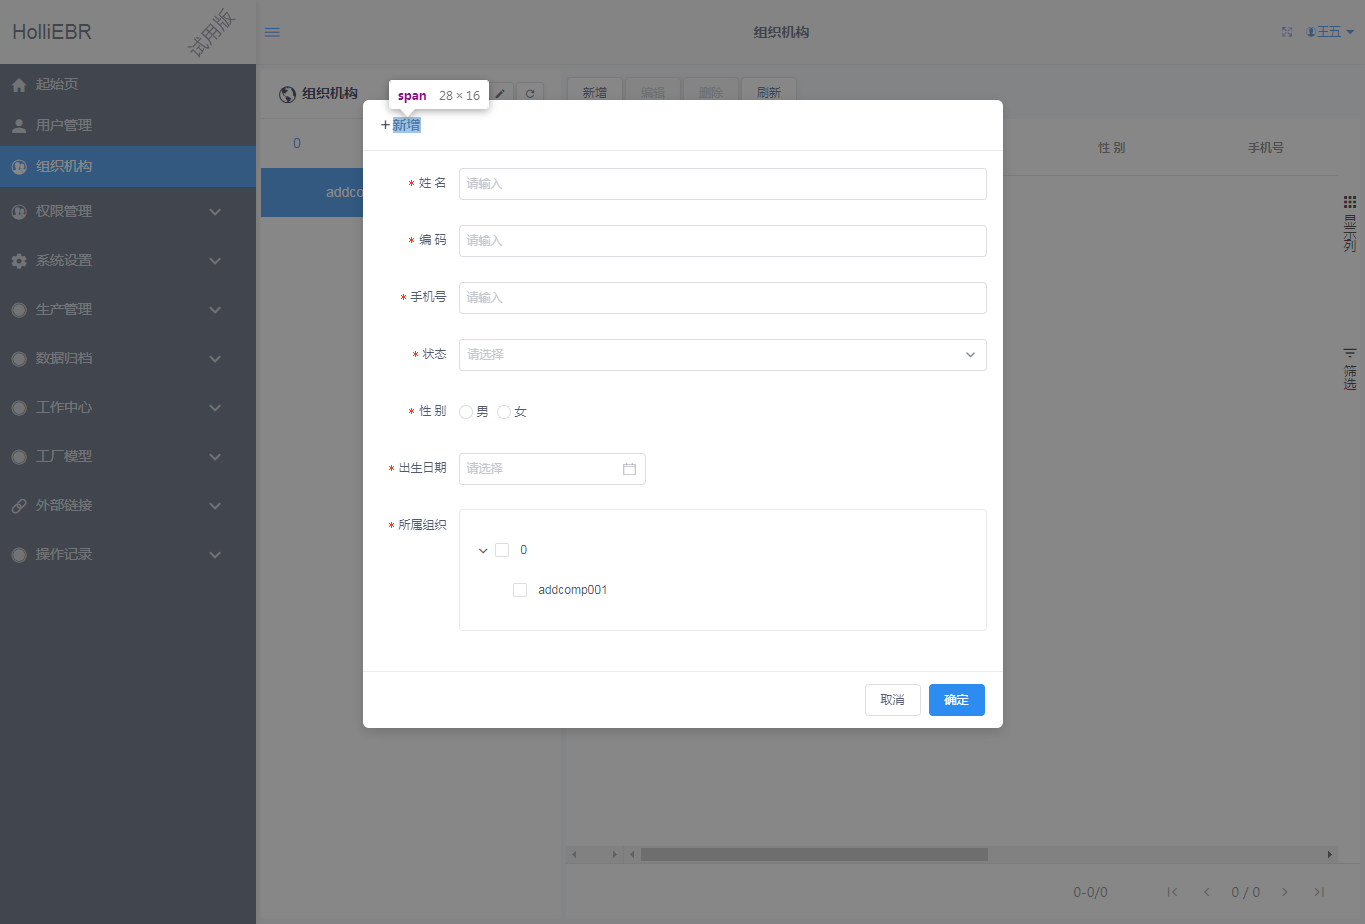 HolliEBR
试用版
起始页
用户管理
组织机构
权限管理
系统设置
生产管理
数据归档
工作中心
工厂模型
外部链接
操作记录
组织机构
王五
组织机构
0
addco
新增
编辑
删除
刷新
性 别
手机号
显示列
筛选
span 28 × 16
+新增
* 姓 名 请输入
* 编 码 请输入
* 手机号 请输入
* 状态 请选择
* 性 别 男 女
* 出生日期 请选择
* 所属组织
0
addcomp001
取消
确定
0-0/0
0 / 0